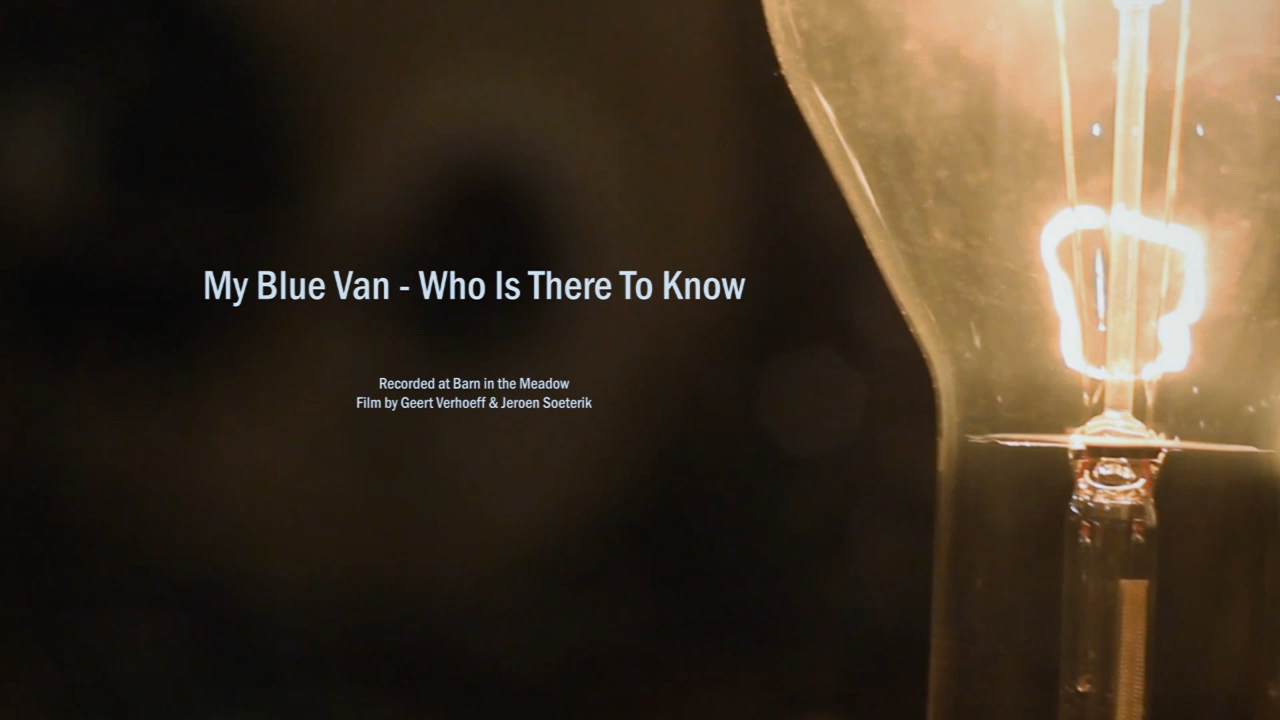 My Blue Van - Who Is There To Know
Recorded at Barn in the Meadow
Film by Geert Verhoeff & Jeroen Soeterik